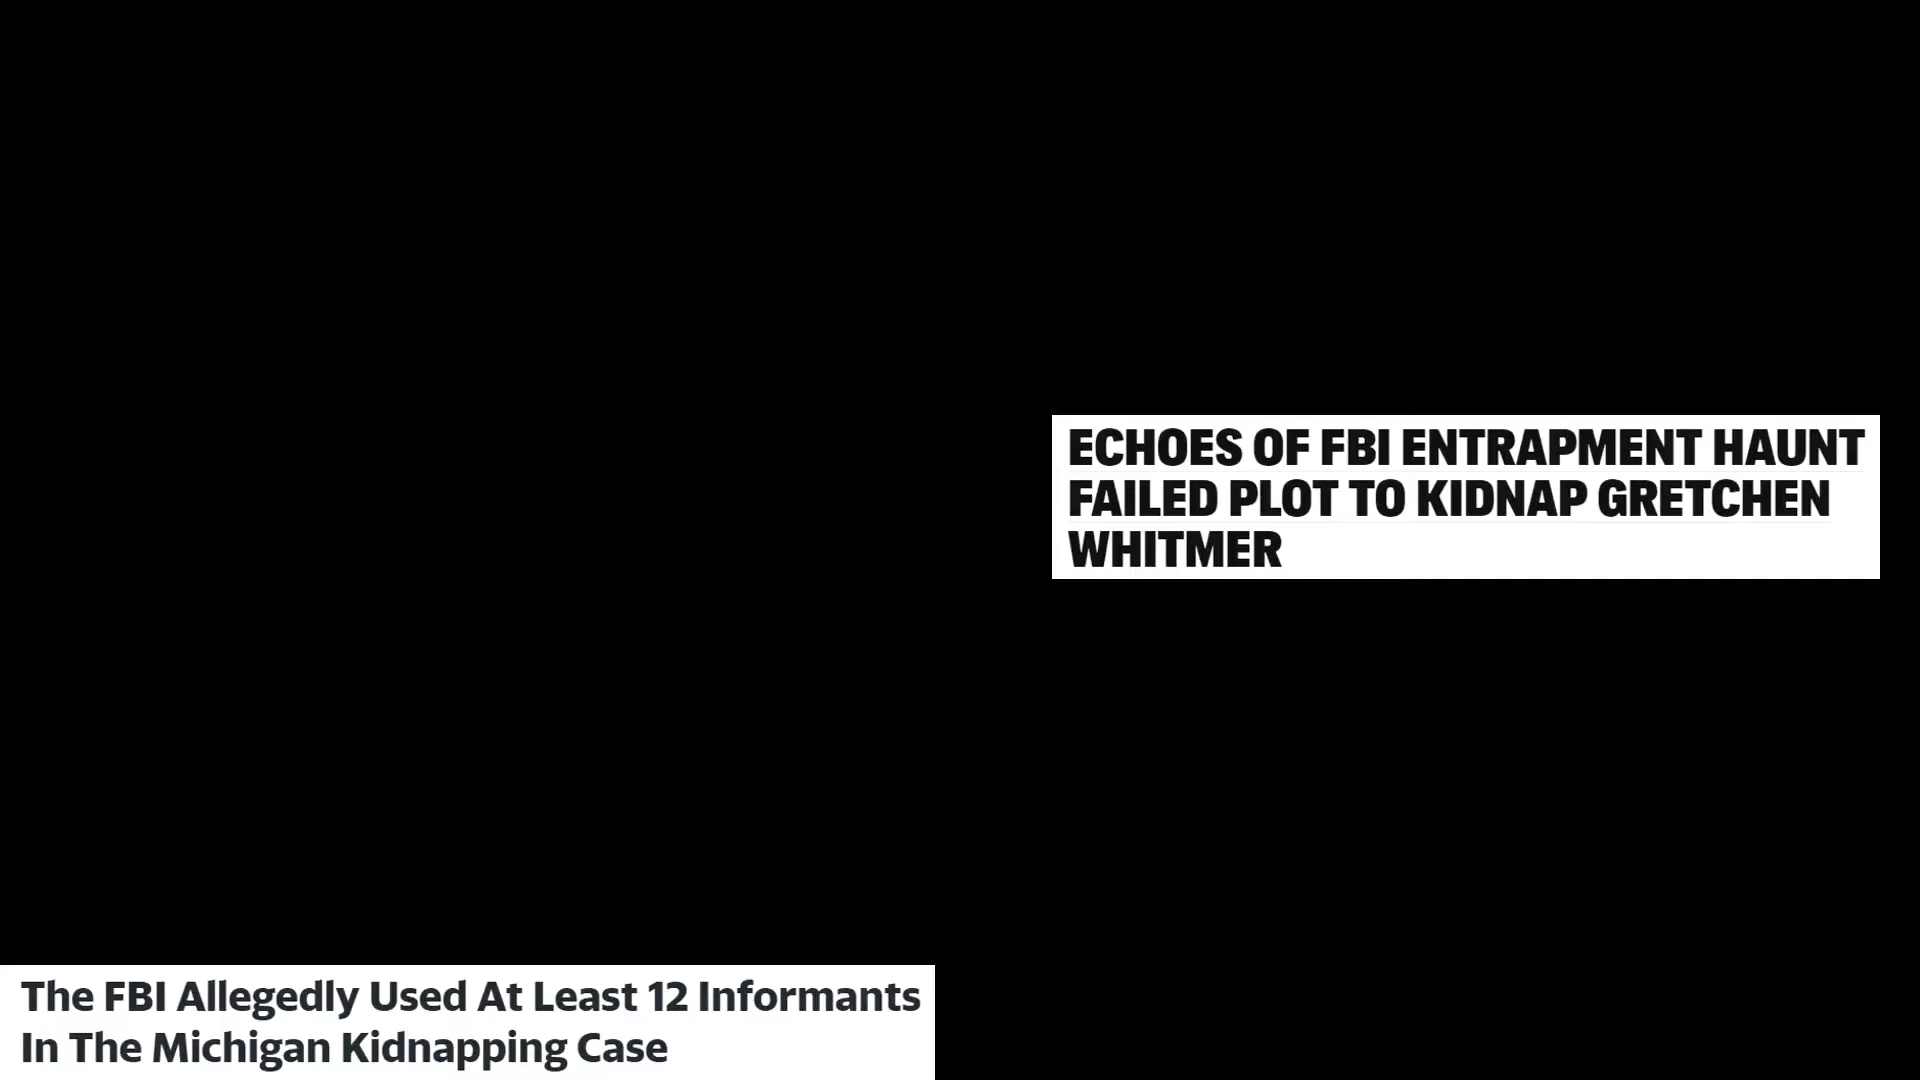 ECHOES OF FBI ENTRAPMENT HAUNT
FAILED PLOT TO KIDNAP GRETCHEN
WHITMER
The FBI Allegedly Used At Least 12 Informants
In The Michigan Kidnapping Case